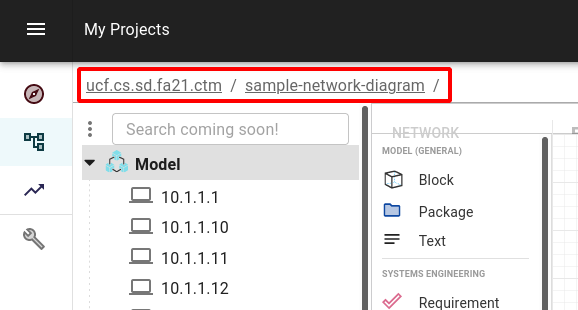 My Projects
ucf.cs.sd.fa21.ctm / sample-network-diagram /
Search coming soon!
Model
10.1.1.1
10.1.1.10
10.1.1.11
10.1.1.12
NETWORK
MODEL (GENERAL)
Block
Package
Text
SYSTEMS ENGINEERING
Requirement